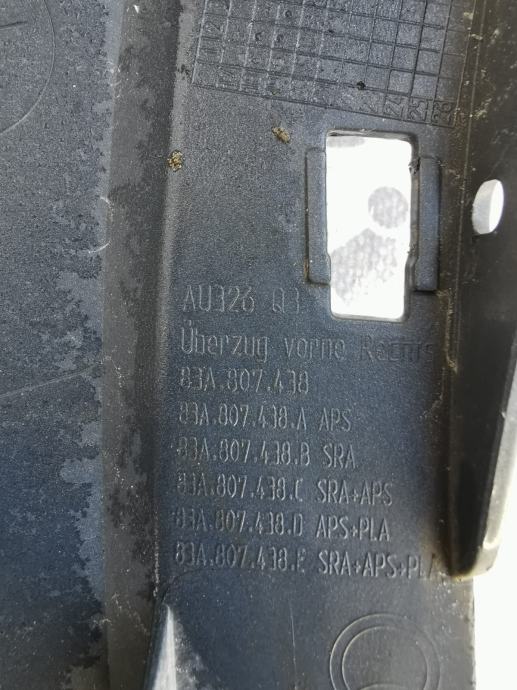 AU326 Q3
Überzug vorne Rechts
83A.807.438
83A.807.438.A APS
83A.807.438.B SRA
83A.807.438.C SRA+APS
83A.807.438.D APS+PLA
83A.807.438.E SRA+APS+PLA